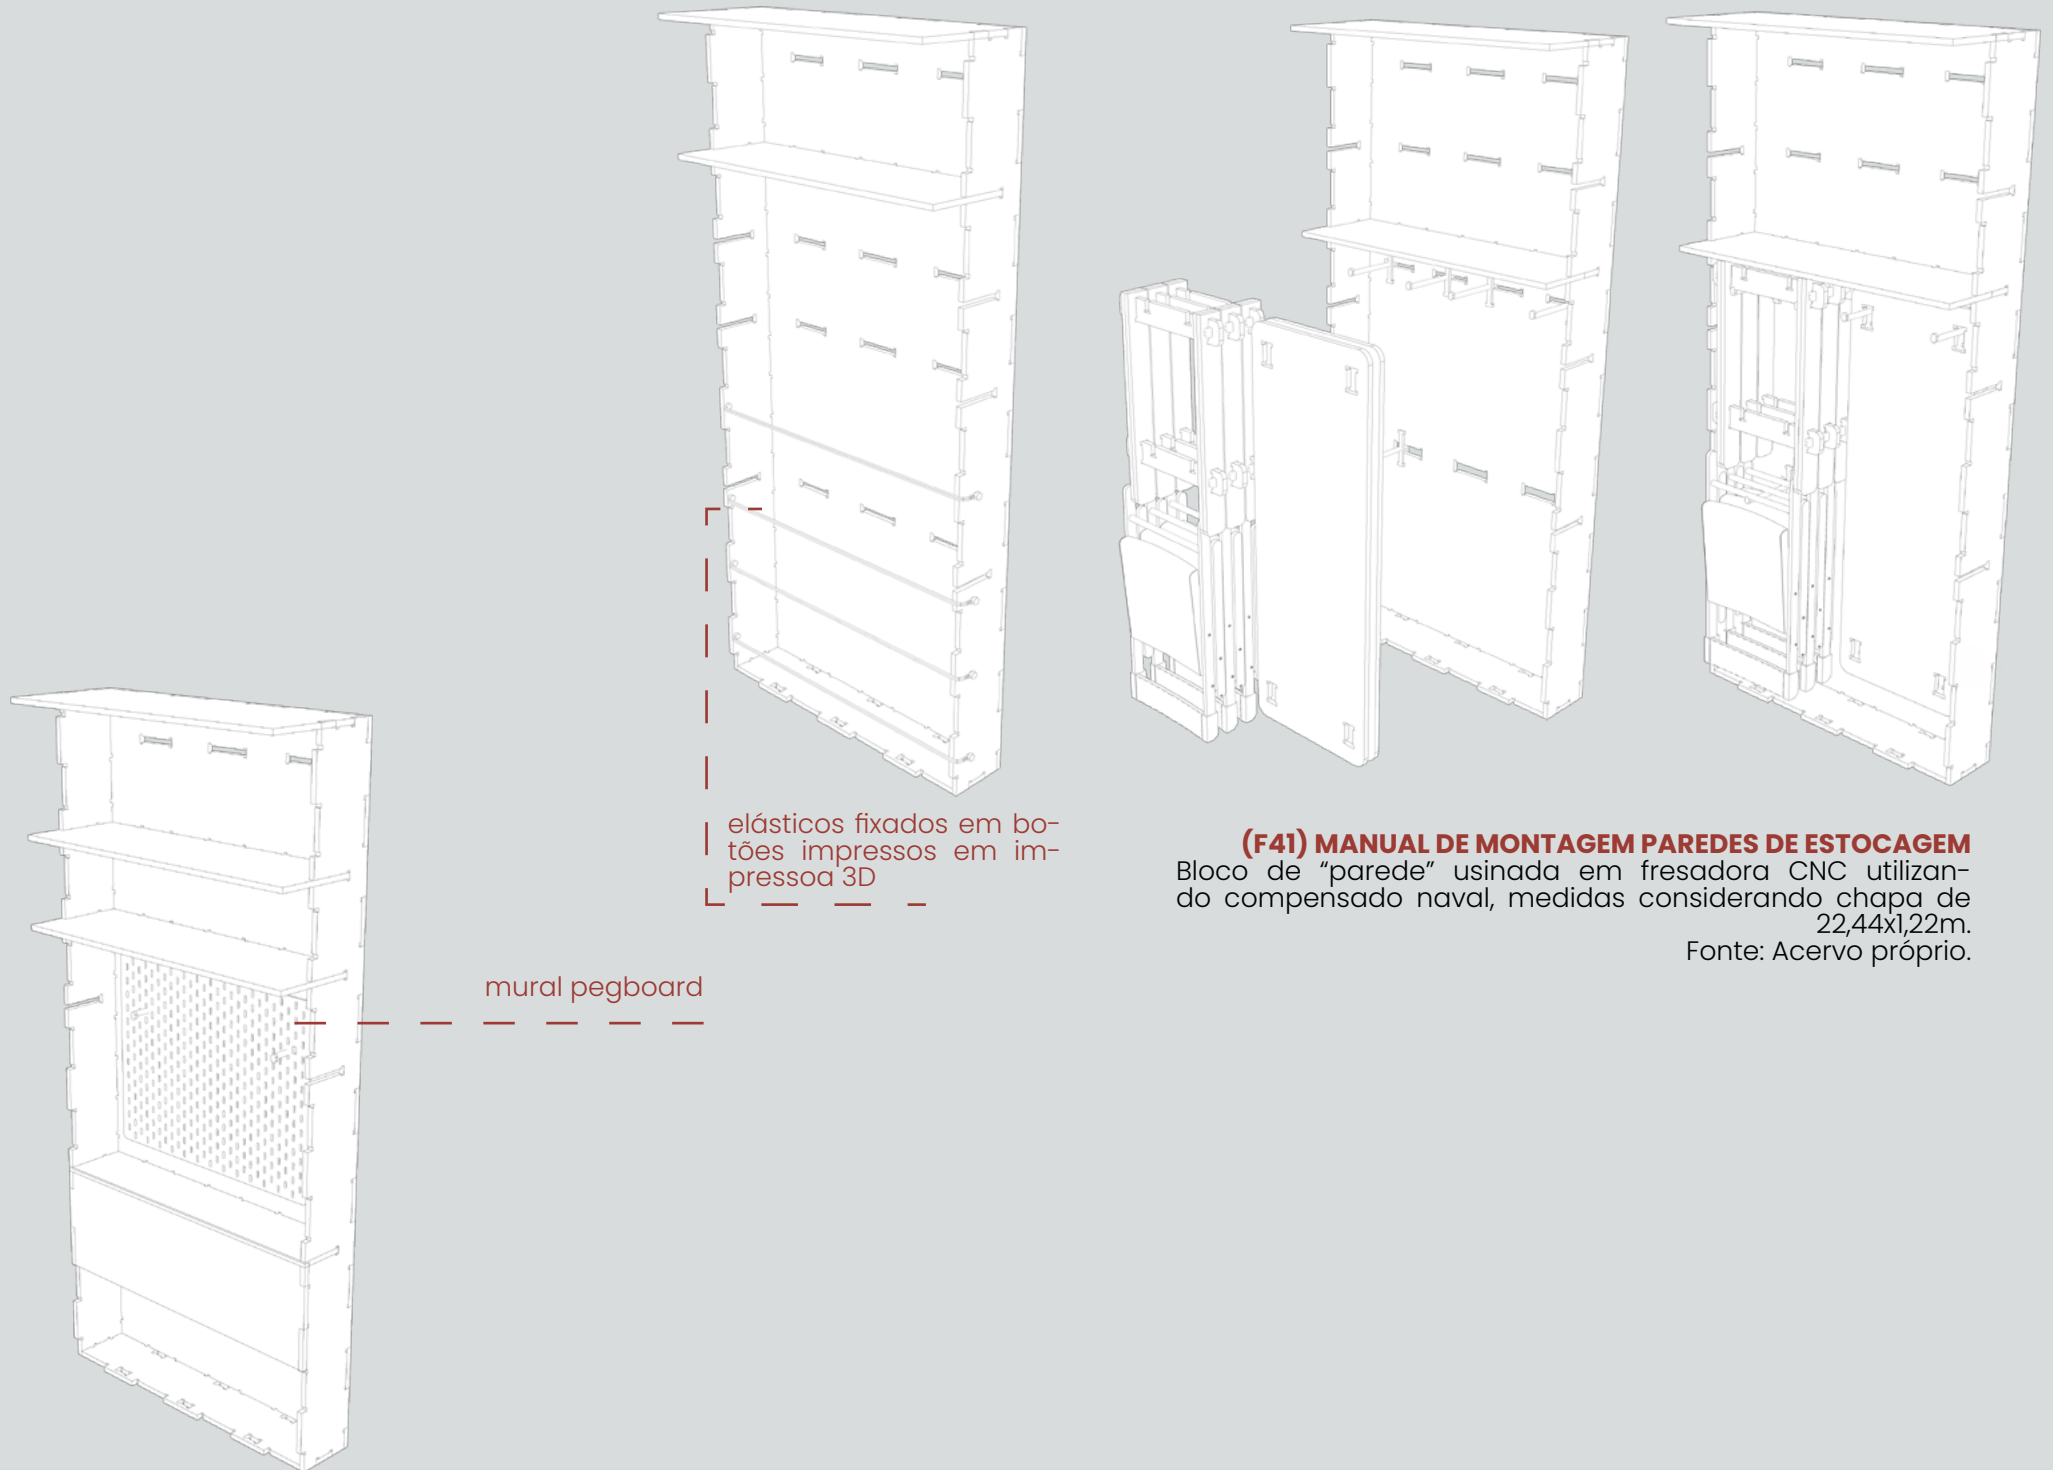 elásticos fixados em bo-
tões impressos em im-
pressoa 3D
(F41) MANUAL DE MONTAGEM PAREDES DE ESTOCAGEM
Bloco de “parede” usinada em fresadora CNC utilizan-
do compensado naval, medidas considerando chapa de
22,44x1,22m.
Fonte: Acervo próprio.
mural pegboard